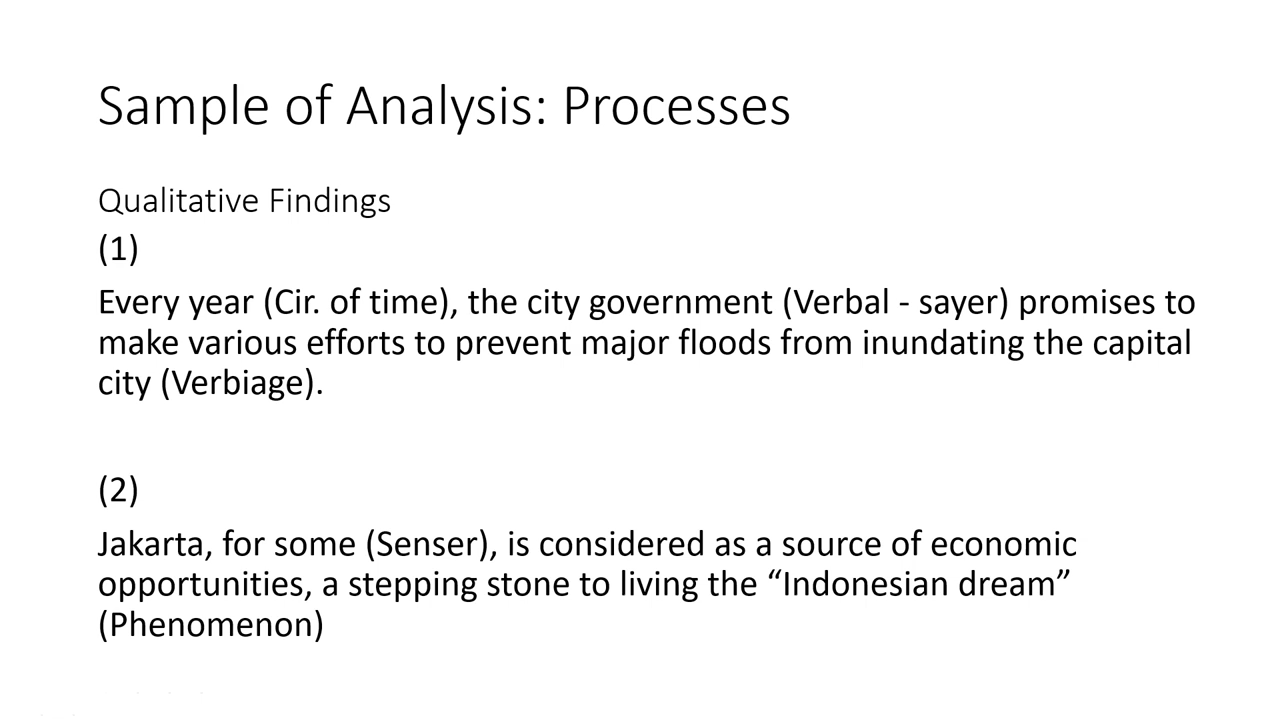 Sample of Analysis: Processes
Qualitative Findings
(1)
Every year (Cir. of time), the city government (Verbal - sayer) promises to
make various efforts to prevent major floods from inundating the capital
city (Verbiage).
(2)
Jakarta, for some (Senser), is considered as a source of economic
opportunities, a stepping stone to living the “Indonesian dream”
(Phenomenon)